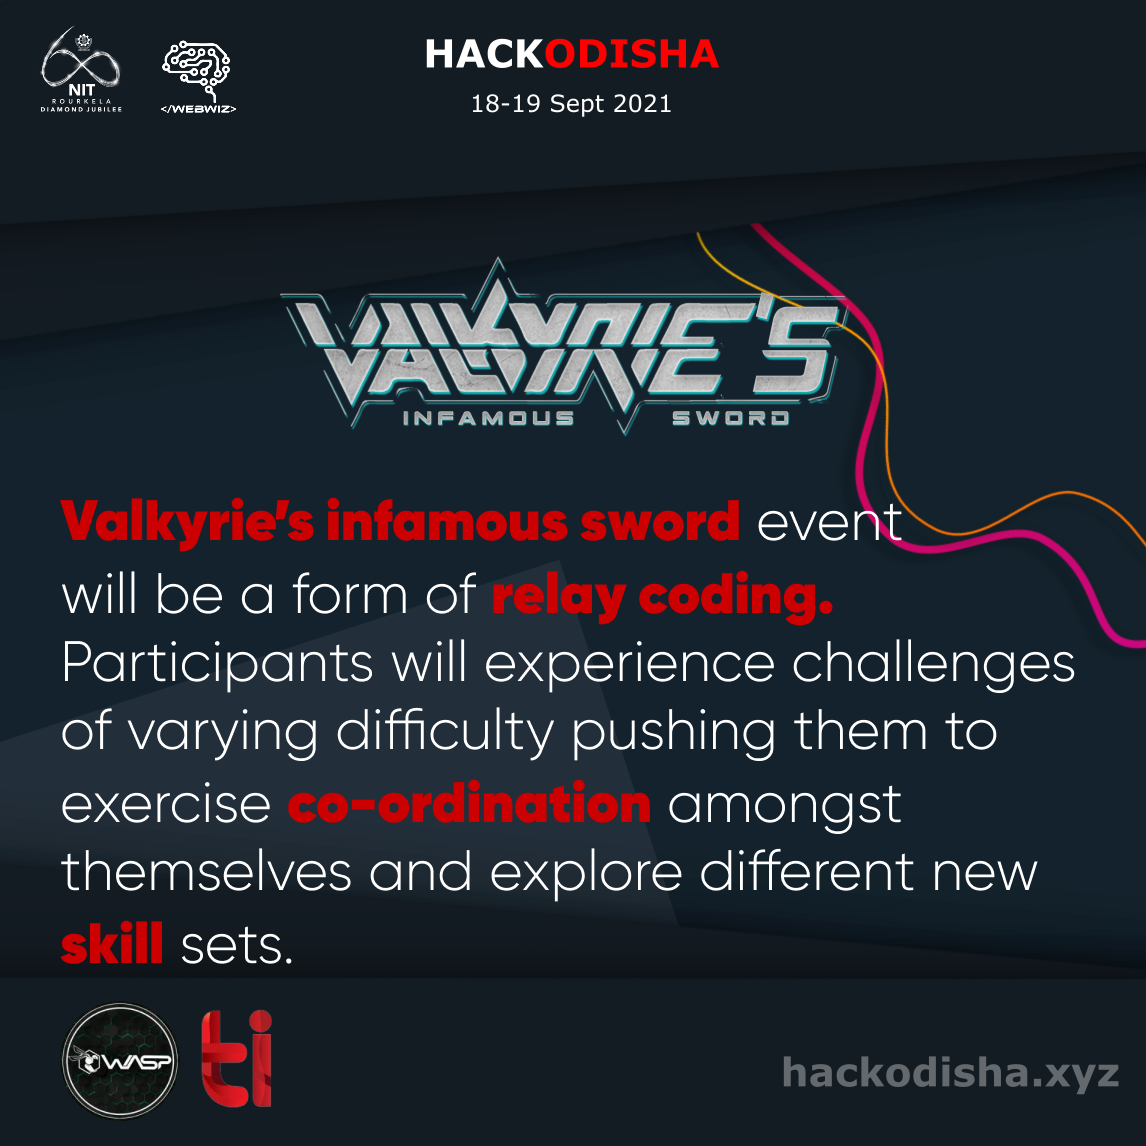 NIT
ROURKELA
DIAMOND JUBILEE
</WEBWIZ>
HACKODISHA
18-19 Sept 2021
VALKYRIE'S
INFAMOUS SWORD
Valkyrie's infamous sword event
will be a form of relay coding.
Participants will experience challenges
of varying difficulty pushing them to
exercise co-ordination amongst
themselves and explore different new
skill sets.
WASP
ti
hackodisha.xyz